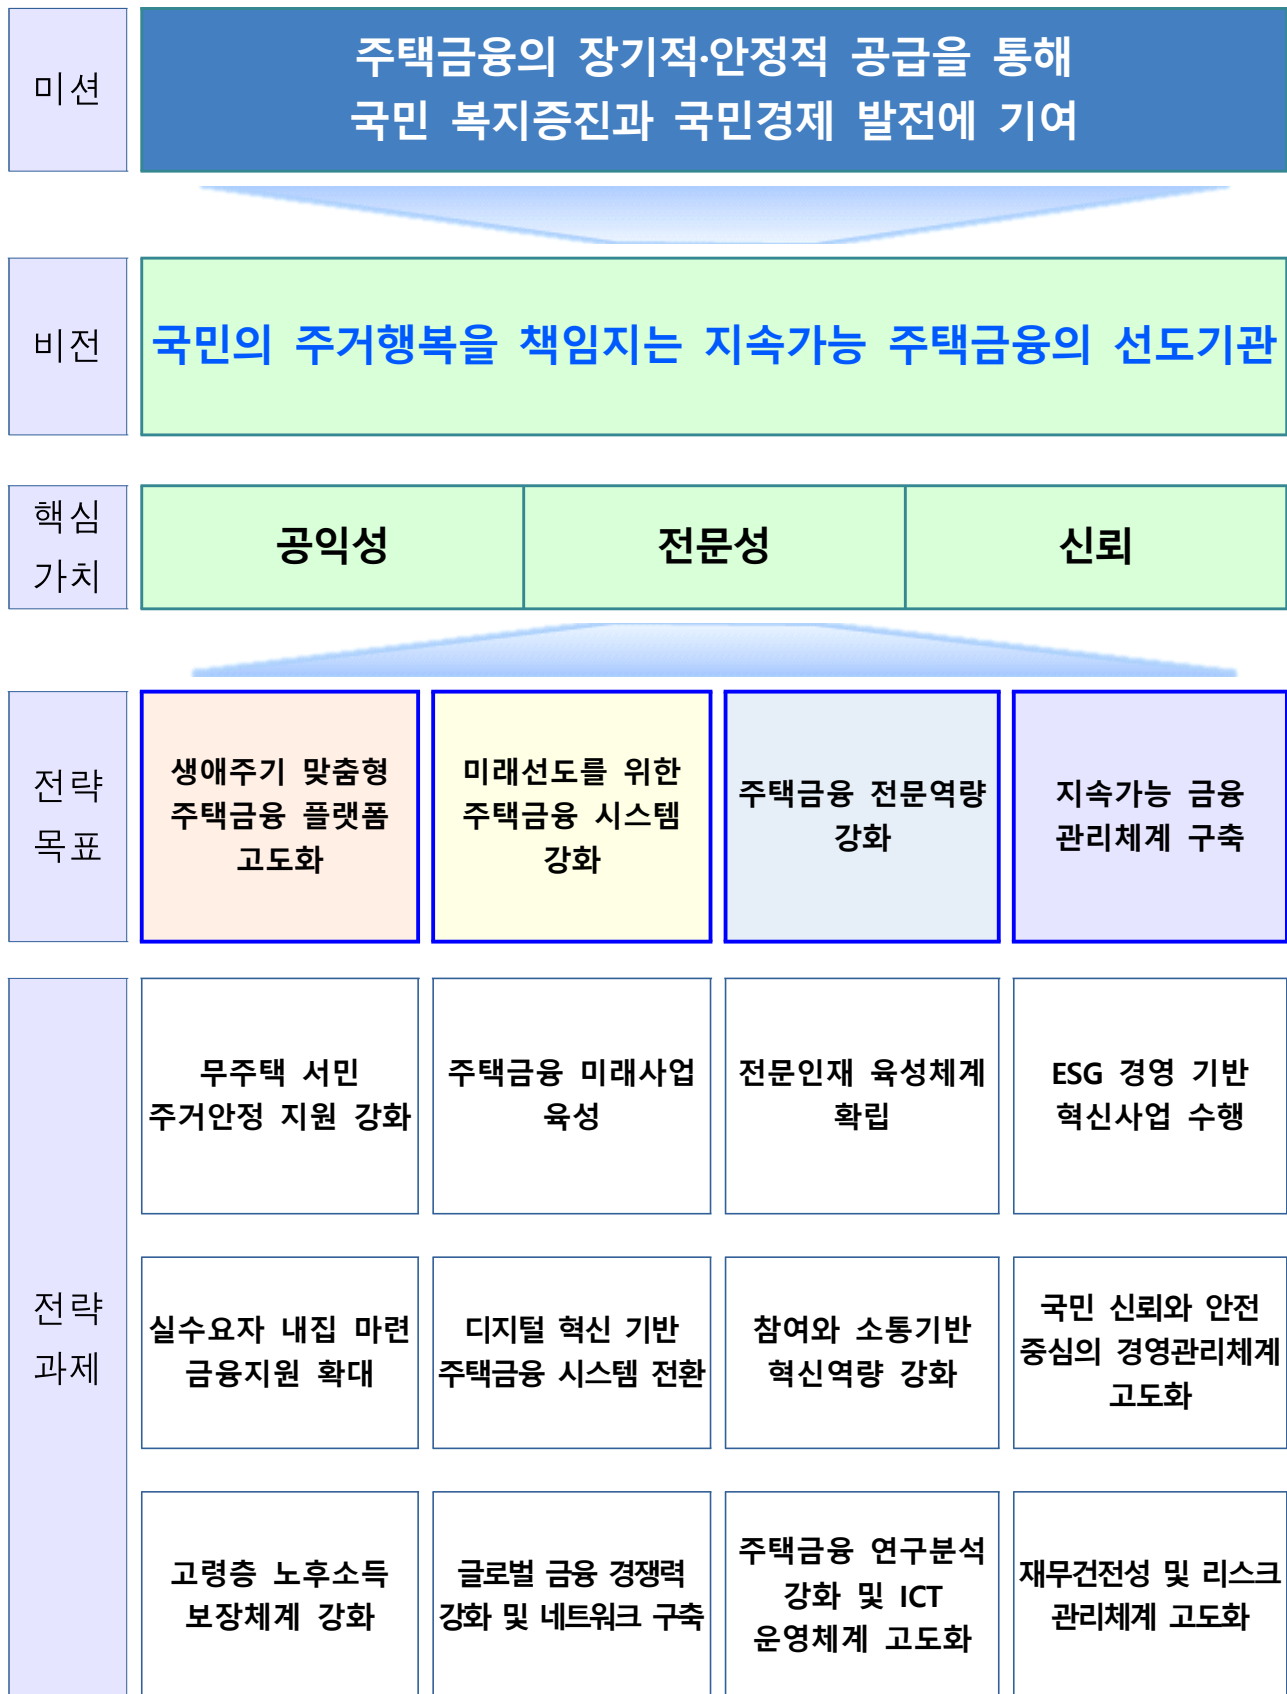 미션
주택금융의 장기적·안정적 공급을 통해
국민 복지증진과 국민경제 발전에 기여
비전
국민의 주거행복을 책임지는 지속가능 주택금융의 선도기관
핵심
가치
공익성
전문성
신뢰
전략
목표
생애주기 맞춤형
주택금융 플랫폼
고도화
미래선도를 위한
주택금융 시스템
강화
주택금융 전문역량
강화
지속가능 금융
관리체계 구축
전략
과제
무주택 서민
주거안정 지원 강화
주택금융 미래사업
육성
전문인재 육성체계
확립
ESG 경영 기반
혁신사업 수행
실수요자 내집 마련
금융지원 확대
디지털 혁신 기반
주택금융 시스템 전환
참여와 소통기반
혁신역량 강화
국민 신뢰와 안전
중심의 경영관리체계
고도화
고령층 노후소득
보장체계 강화
글로벌 금융 경쟁력
강화 및 네트워크 구축
주택금융 연구분석
강화 및 ICT
운영체계 고도화
재무건전성 및 리스크
관리체계 고도화